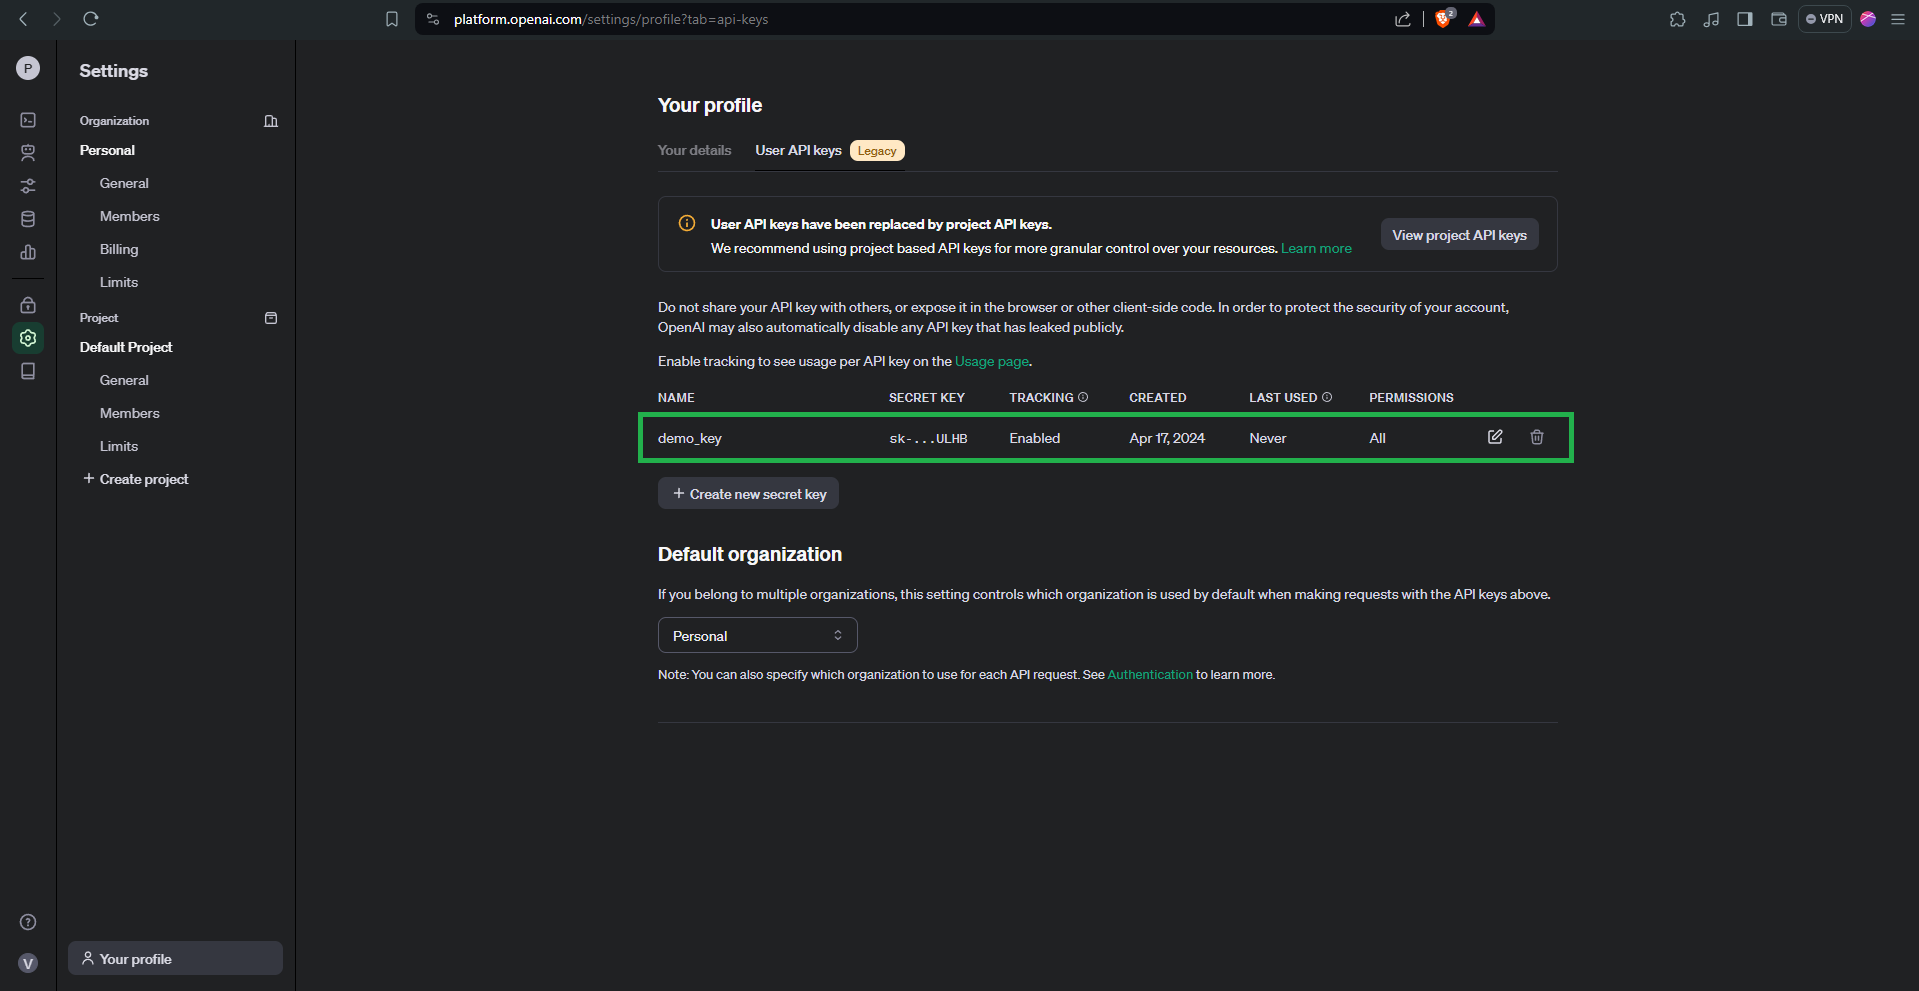 platform.openai.com/settings/profile?tab=api-keys
2
VPN
P
Settings
Organization
Personal
General
Members
Billing
Limits
Project
Default Project
General
Members
Limits
+ Create project
V
Your profile
Your profile
Your details
User API keys
Legacy
User API keys have been replaced by project API keys.
We recommend using project based API keys for more granular control over your resources. Learn more
View project API keys
Do not share your API key with others, or expose it in the browser or other client-side code. In order to protect the security of your account,
OpenAI may also automatically disable any API key that has leaked publicly.
Enable tracking to see usage per API key on the Usage page.
NAME SECRET KEY TRACKING CREATED LAST USED PERMISSIONS
demo_key sk-...ULHB Enabled Apr 17, 2024 Never All
+ Create new secret key
Default organization
If you belong to multiple organizations, this setting controls which organization is used by default when making requests with the API keys above.
Personal
Note: You can also specify which organization to use for each API request. See Authentication to learn more.